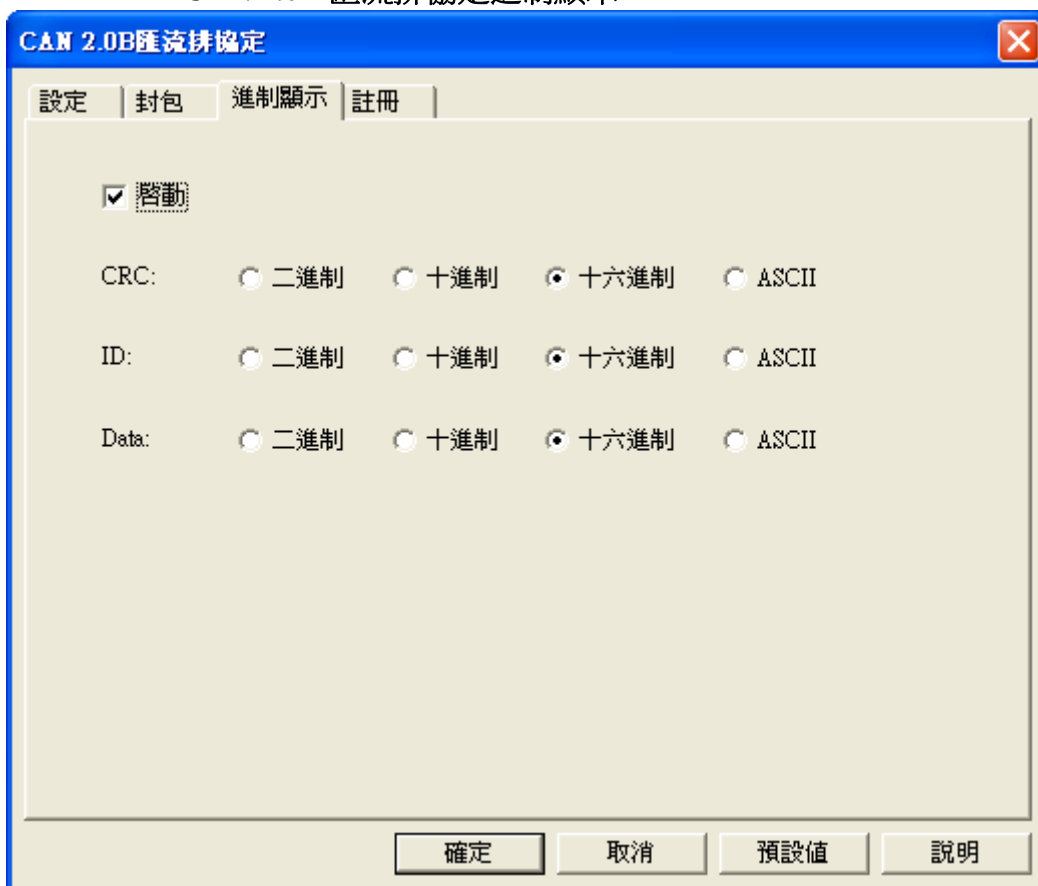 CAN 2.0B匯流排協定
設定 封包 進制顯示 註冊
啓動
CRC: 二進制 十進制 十六進制 ASCII
ID: 二進制 十進制 十六進制 ASCII
Data: 二進制 十進制 十六進制 ASCII
確定 取消 預設值 說明